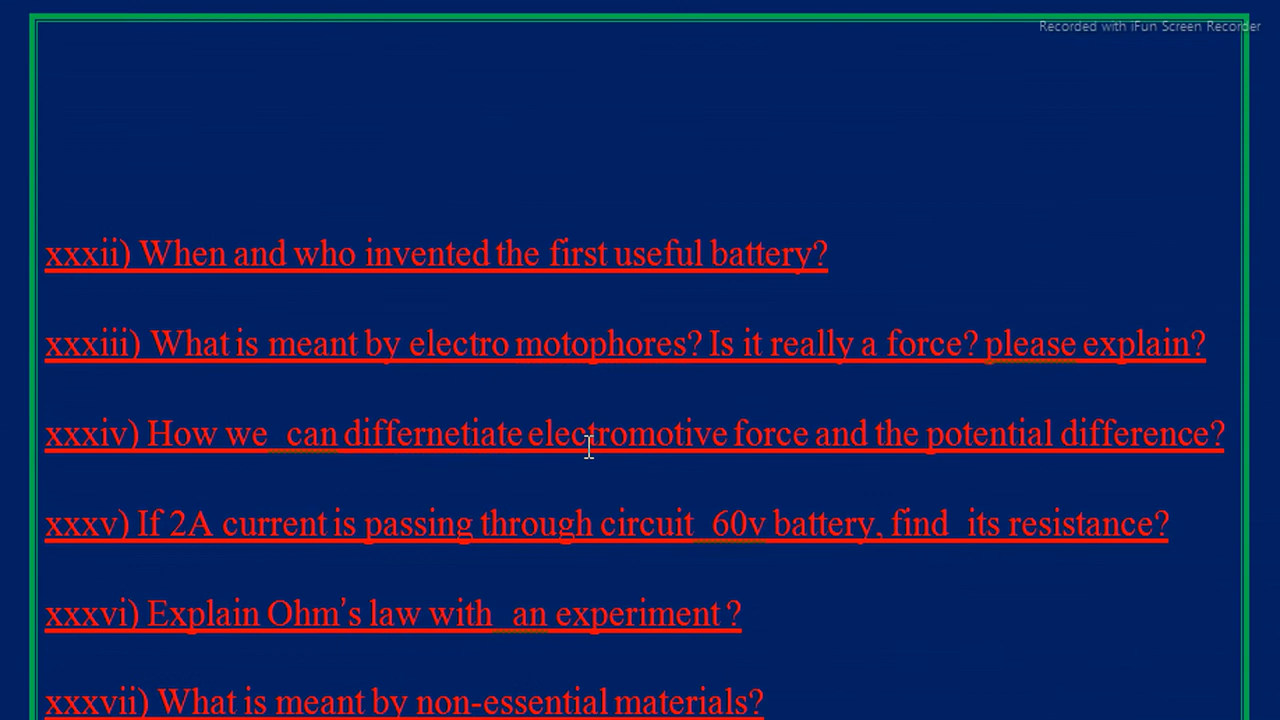 Recorded with iFun Screen Recorder
xxxii) When and who invented the first useful battery?
xxxiii) What is meant by electro motophores? Is it really a force? please explain?
xxxiv) How we can differnetiate electromotive force and the potential difference?
xxxv) If 2A current is passing through circuit 60v battery, find its resistance?
xxxvi) Explain Ohm's law with an experiment ?
xxxvii) What is meant by non-essential materials?